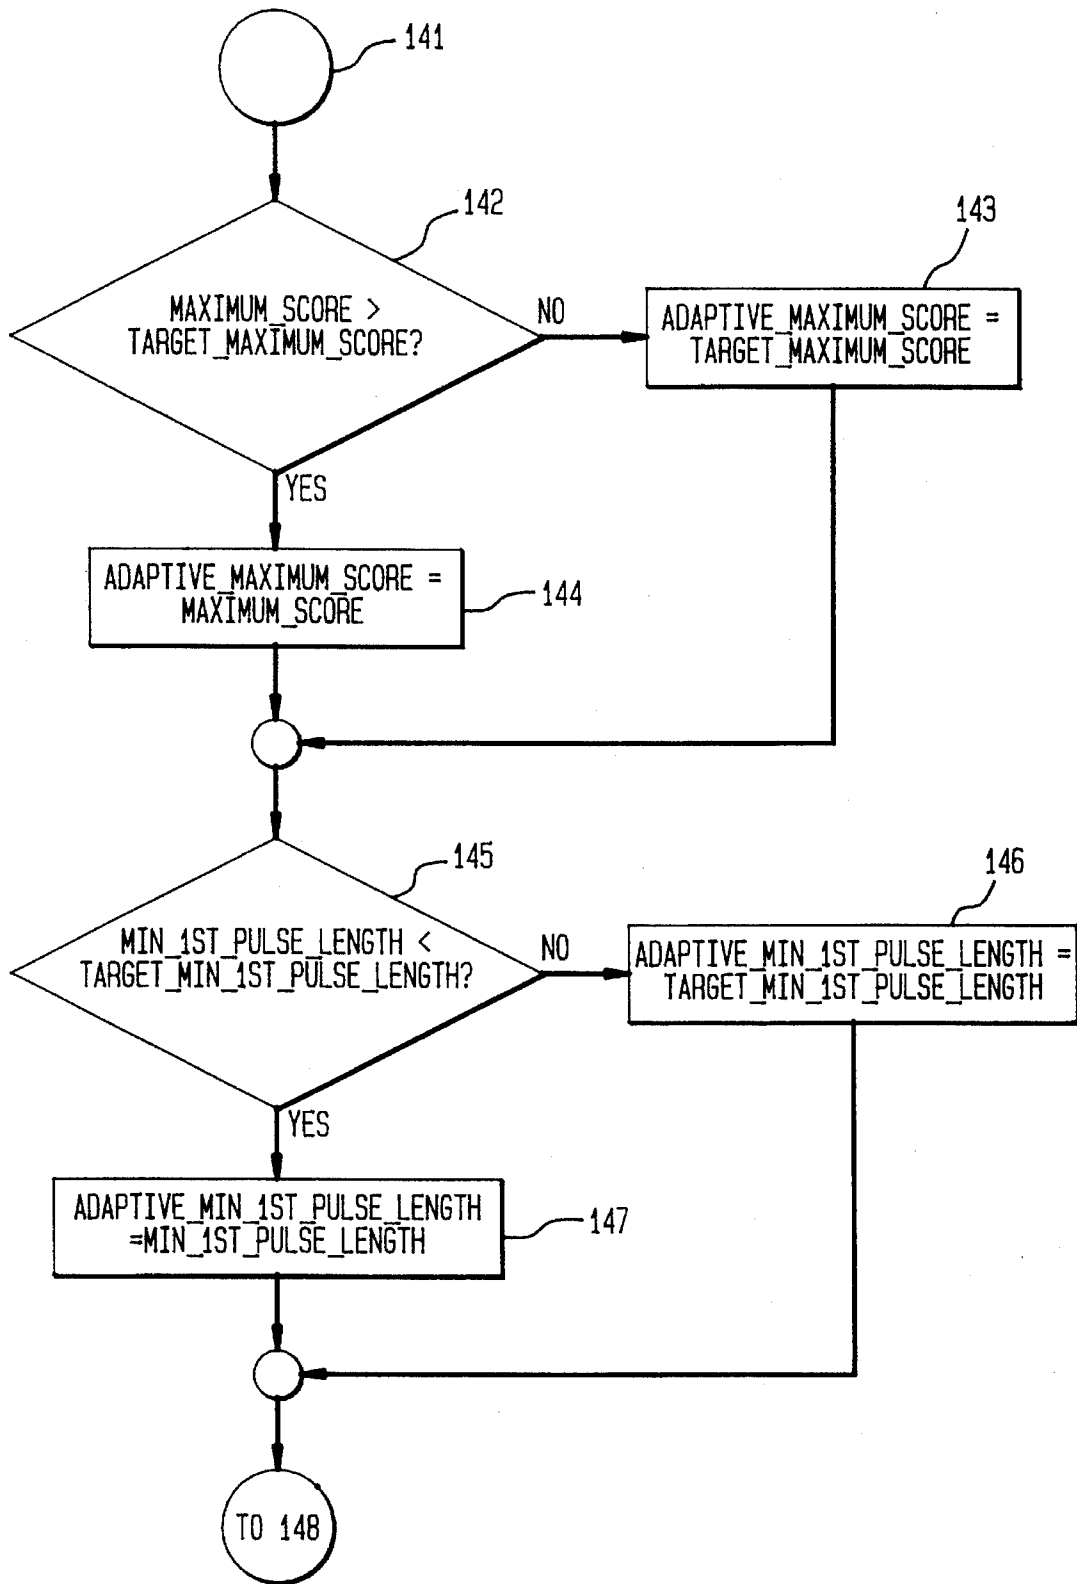 141
142
MAXIMUM_SCORE >
TARGET_MAXIMUM_SCORE?
NO
143
ADAPTIVE_MAXIMUM_SCORE =
TARGET_MAXIMUM_SCORE
YES
ADAPTIVE_MAXIMUM_SCORE =
MAXIMUM_SCORE
144
145
MIN_1ST_PULSE_LENGTH <
TARGET_MIN_1ST_PULSE_LENGTH?
NO
146
ADAPTIVE_MIN_1ST_PULSE_LENGTH =
TARGET_MIN_1ST_PULSE_LENGTH
YES
ADAPTIVE_MIN_1ST_PULSE_LENGTH
=MIN_1ST_PULSE_LENGTH
147
TO 148